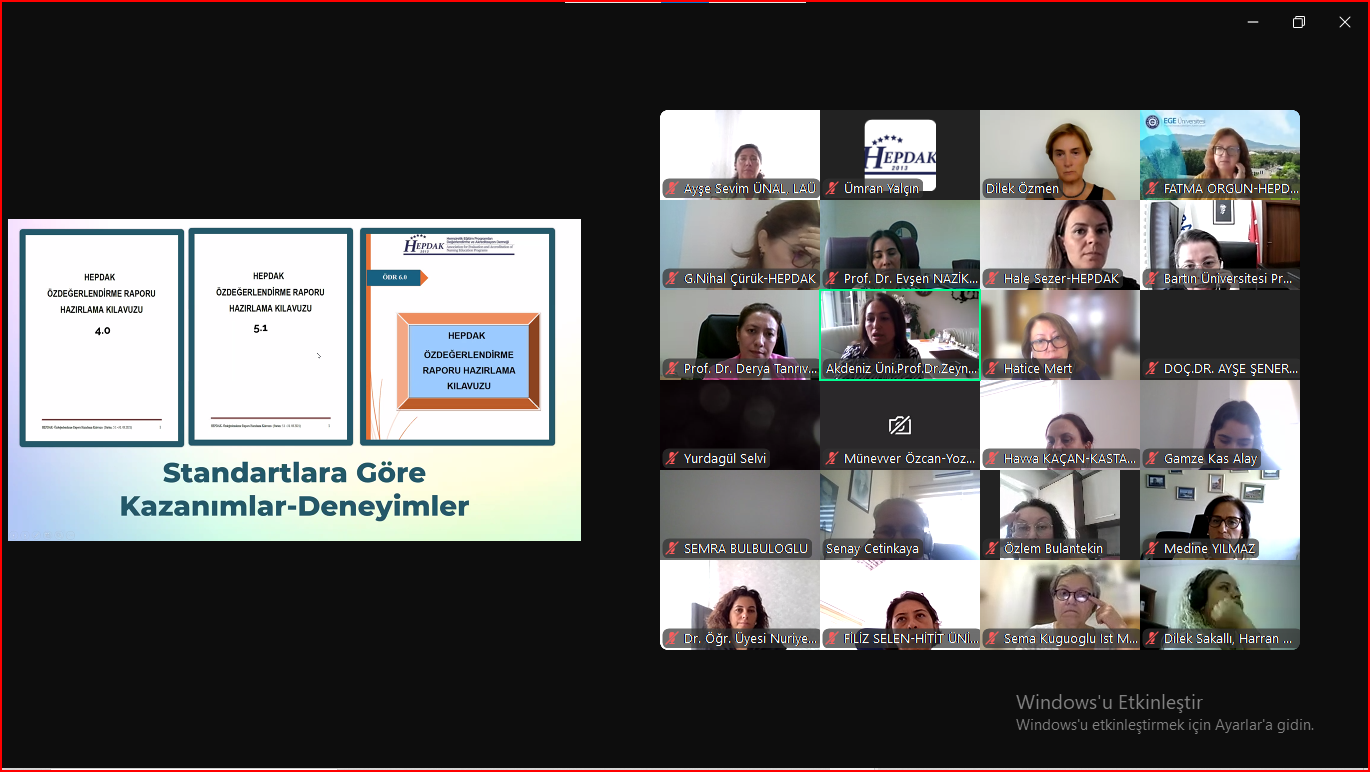 HEPDAK
ÖZDEĞERLENDİRME RAPORU
HAZIRLAMA KILAVUZU
4.0
HEPDAK
ÖZDEĞERLENDİRME RAPORU
HAZIRLAMA KILAVUZU
5.1
HEPDAK
2013
ÖDR 6.0
HEPDAK
ÖZDEĞERLENDİRME
RAPORU HAZIRLAMA
KILAVUZU
Standartlara Göre
Kazanımlar-Deneyimler
Ayşe Sevim ÜNAL, LAÜ
HEPDAK
2013
Ümran Yalçın
Dilek Özmen
EGE Üniversitesi
FATMA ORGUN-HEPD...
G.Nihal Çürük-HEPDAK
Prof. Dr. Evşen NAZİK...
Hale Sezer-HEPDAK
Bartın Üniversitesi Pr...
Prof. Dr. Derya Tanrıv...
Akdeniz Üni.Prof.Dr.Zeyn...
Hatice Mert
DOÇ.DR. AYŞE ŞENER...
Yurdagül Selvi
Münevver Özcan-Yoz...
Havva KAÇAN-KASTA...
Gamze Kas Alay
SEMRA BULBULOGLU
Senay Cetinkaya
Özlem Bulantekin
Medine YILMAZ
Dr. Öğr. Üyesi Nuriye...
FİLİZ SELEN-HİTİT ÜNİ...
Sema Kuguoglu Ist M...
Dilek Sakallı, Harran ...
Windows'u Etkinleştir
Windows'u etkinleştirmek için Ayarlar'a gidin.